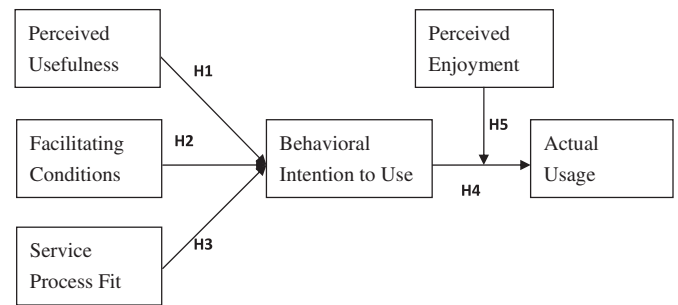 Perceived
Usefulness
Perceived
Enjoyment
H1
H5
Facilitating
Conditions
H2
Behavioral
Intention to Use
H4
Actual
Usage
H3
Service
Process Fit